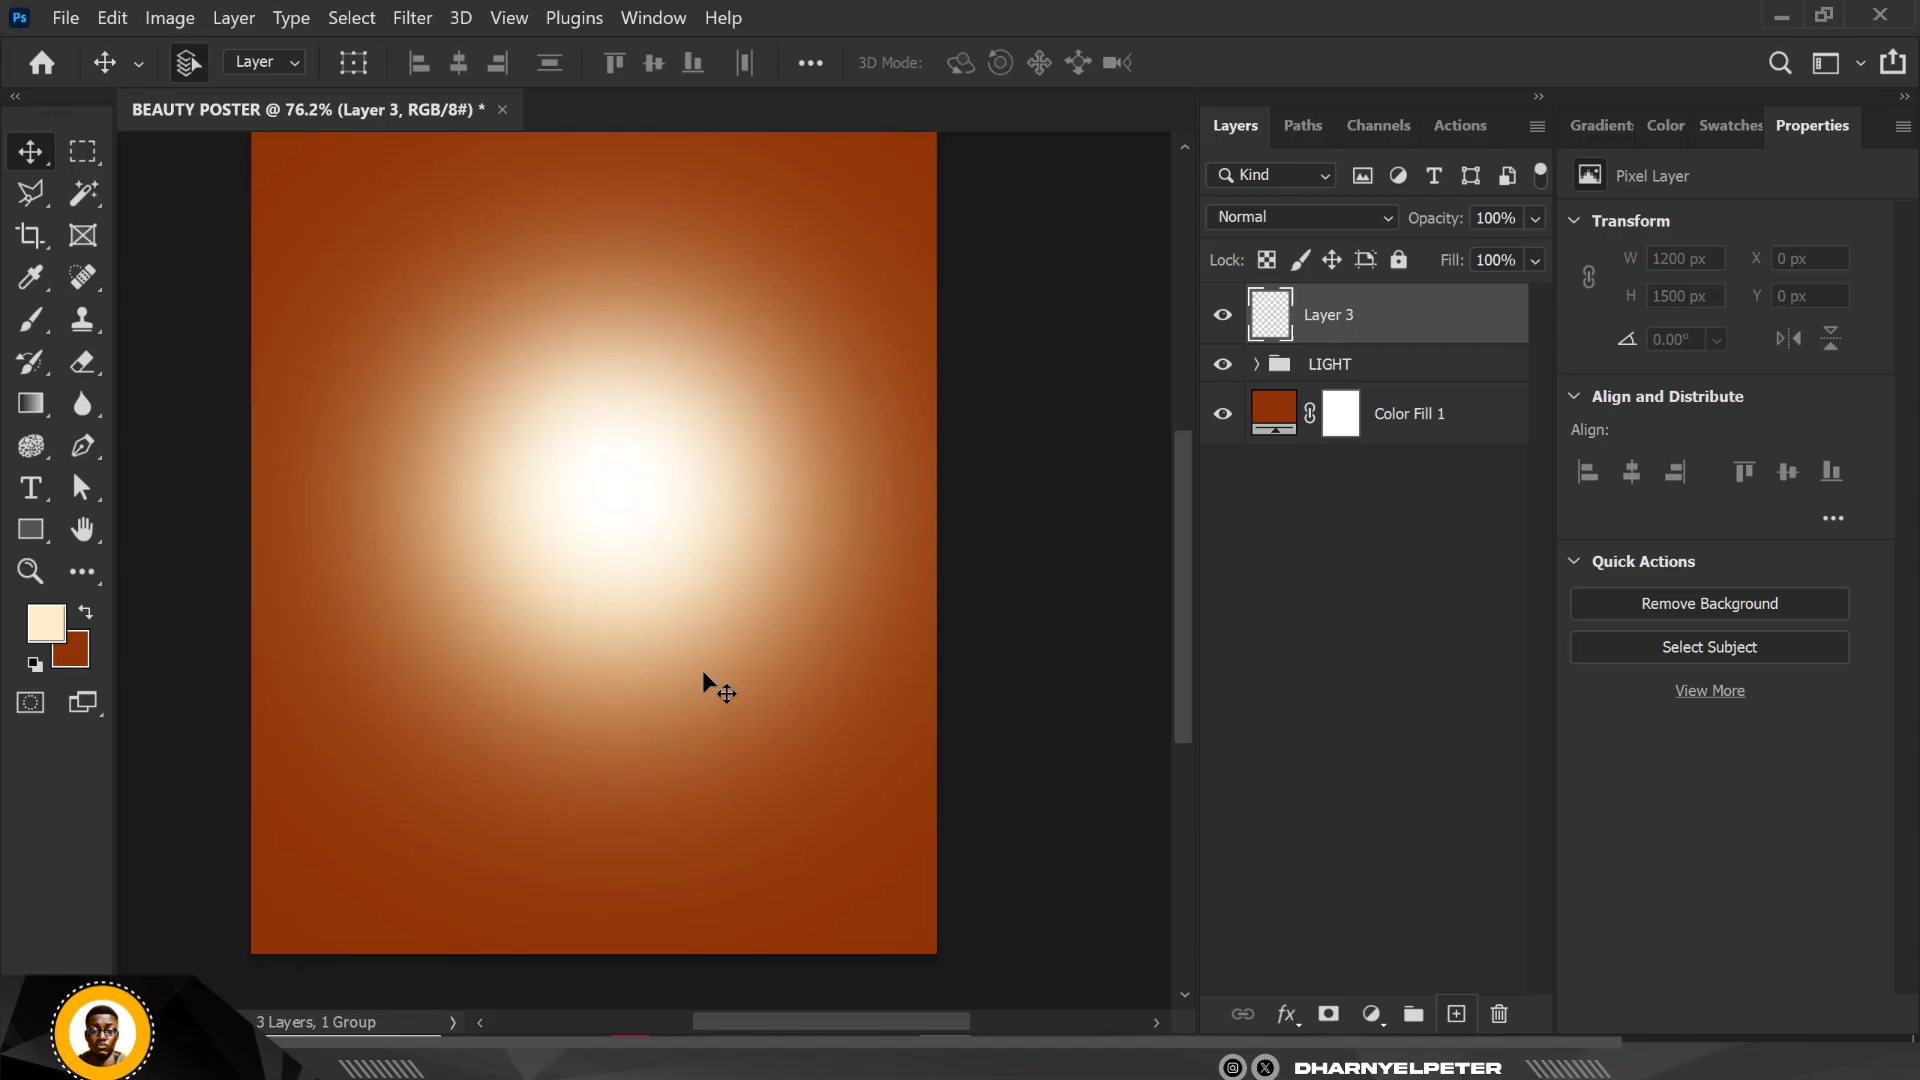 Ps File Edit Image Layer Type Select Filter 3D View Plugins Window Help
Layer 3D Mode:
BEAUTY POSTER @ 76.2% (Layer 3, RGB/8#) *
Layers Paths Channels Actions
Gradient Color Swatches Properties
Kind
Pixel Layer
Normal Opacity: 100%
Transform
Lock: Fill: 100%
W 1200 px X 0 px
H 1500 px Y 0 px
Layer 3
0.00°
LIGHT
Color Fill 1
Align and Distribute
Align:
Quick Actions
Remove Background
Select Subject
View More
T
fx
3 Layers, 1 Group
DHARNYELPETER